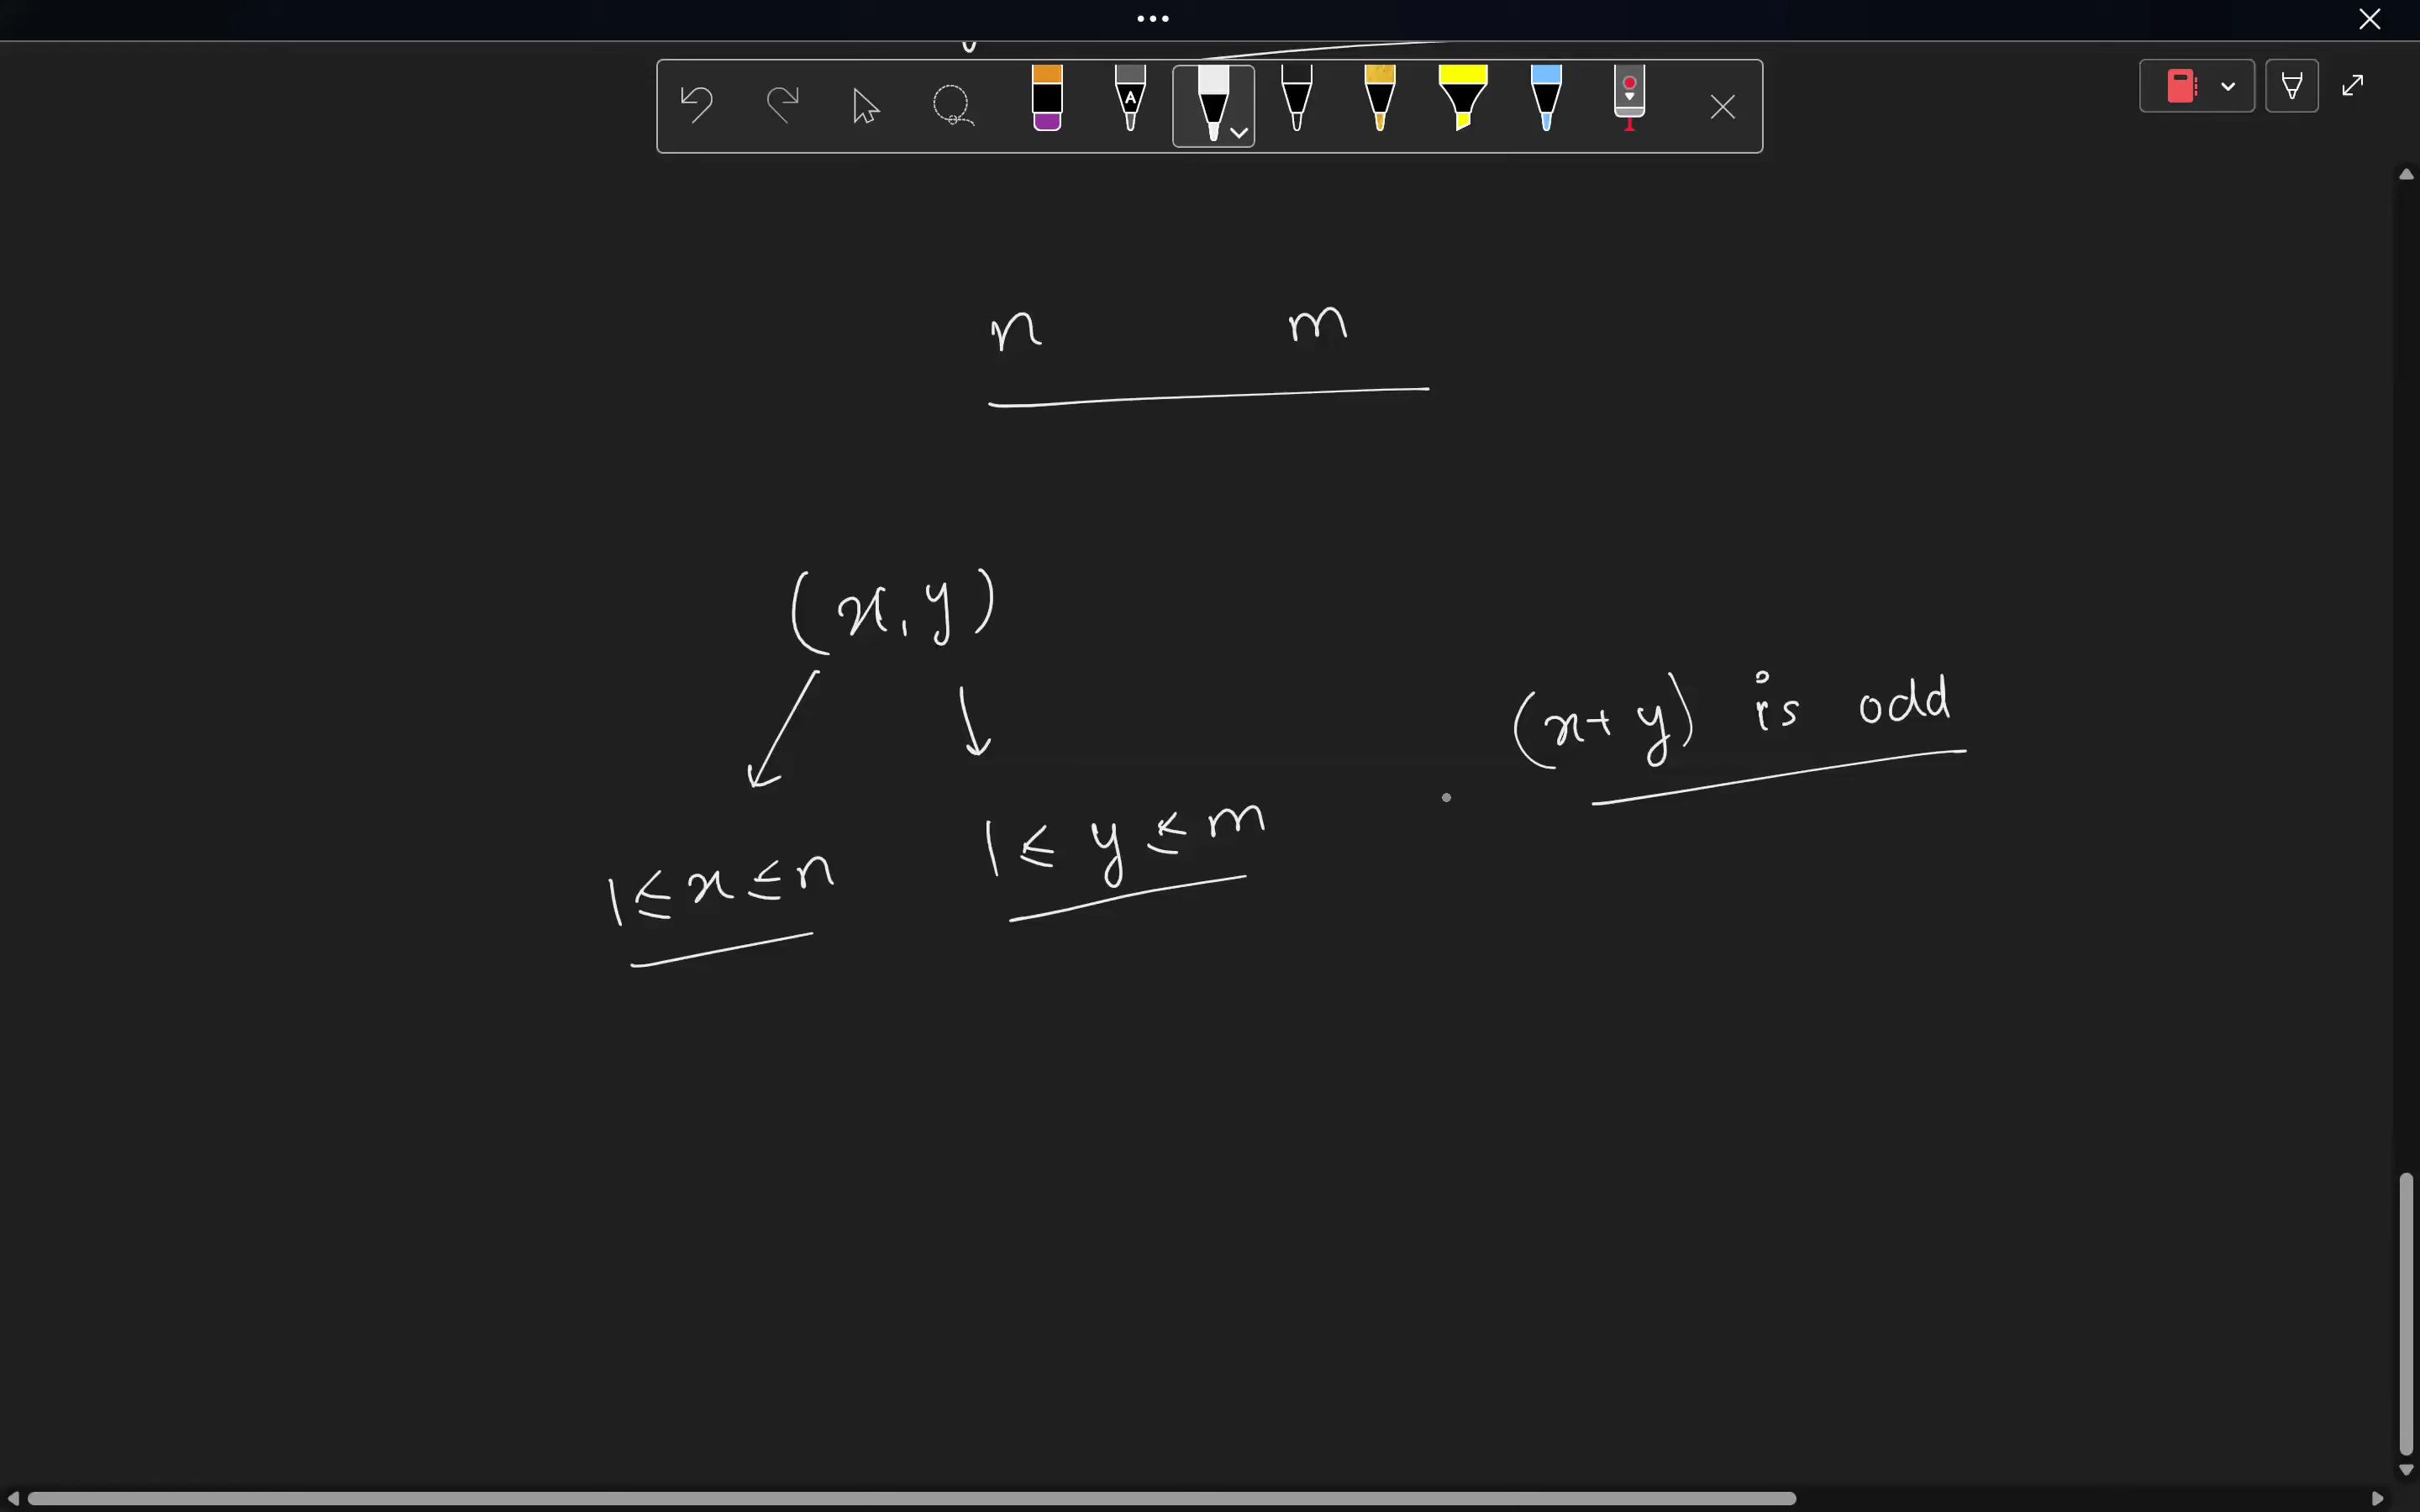 n m
(x, y)
(x+y) is odd
1 ≤ x ≤ n
1 ≤ y ≤ m